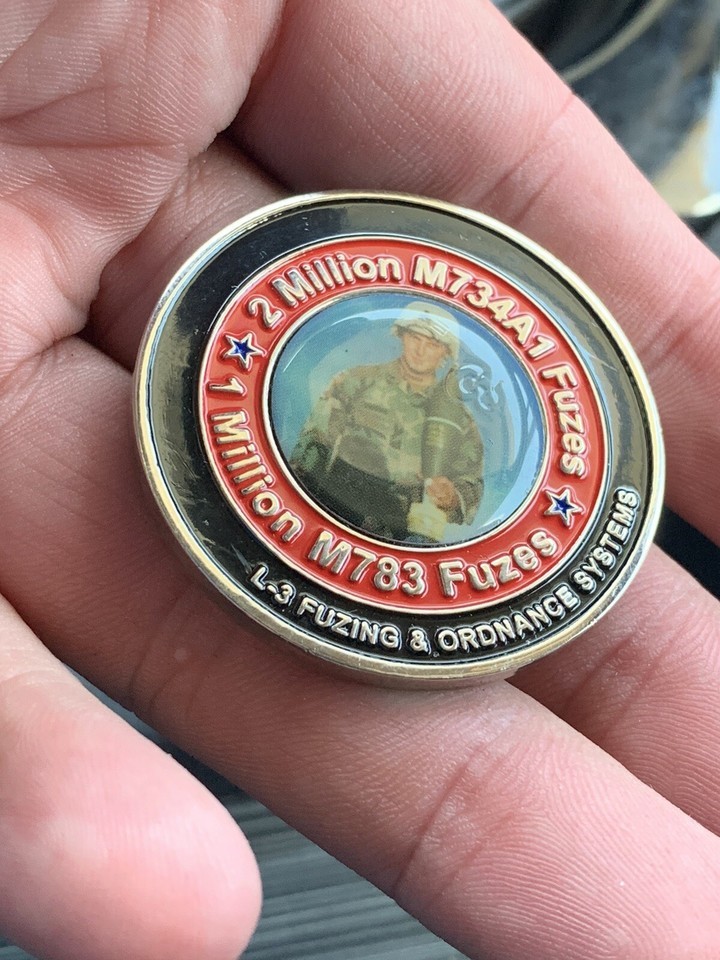 2 Million M734A1 Fuzes
1 Million M783 Fuzes
L-3 FUZING & ORDNANCE SYSTEMS